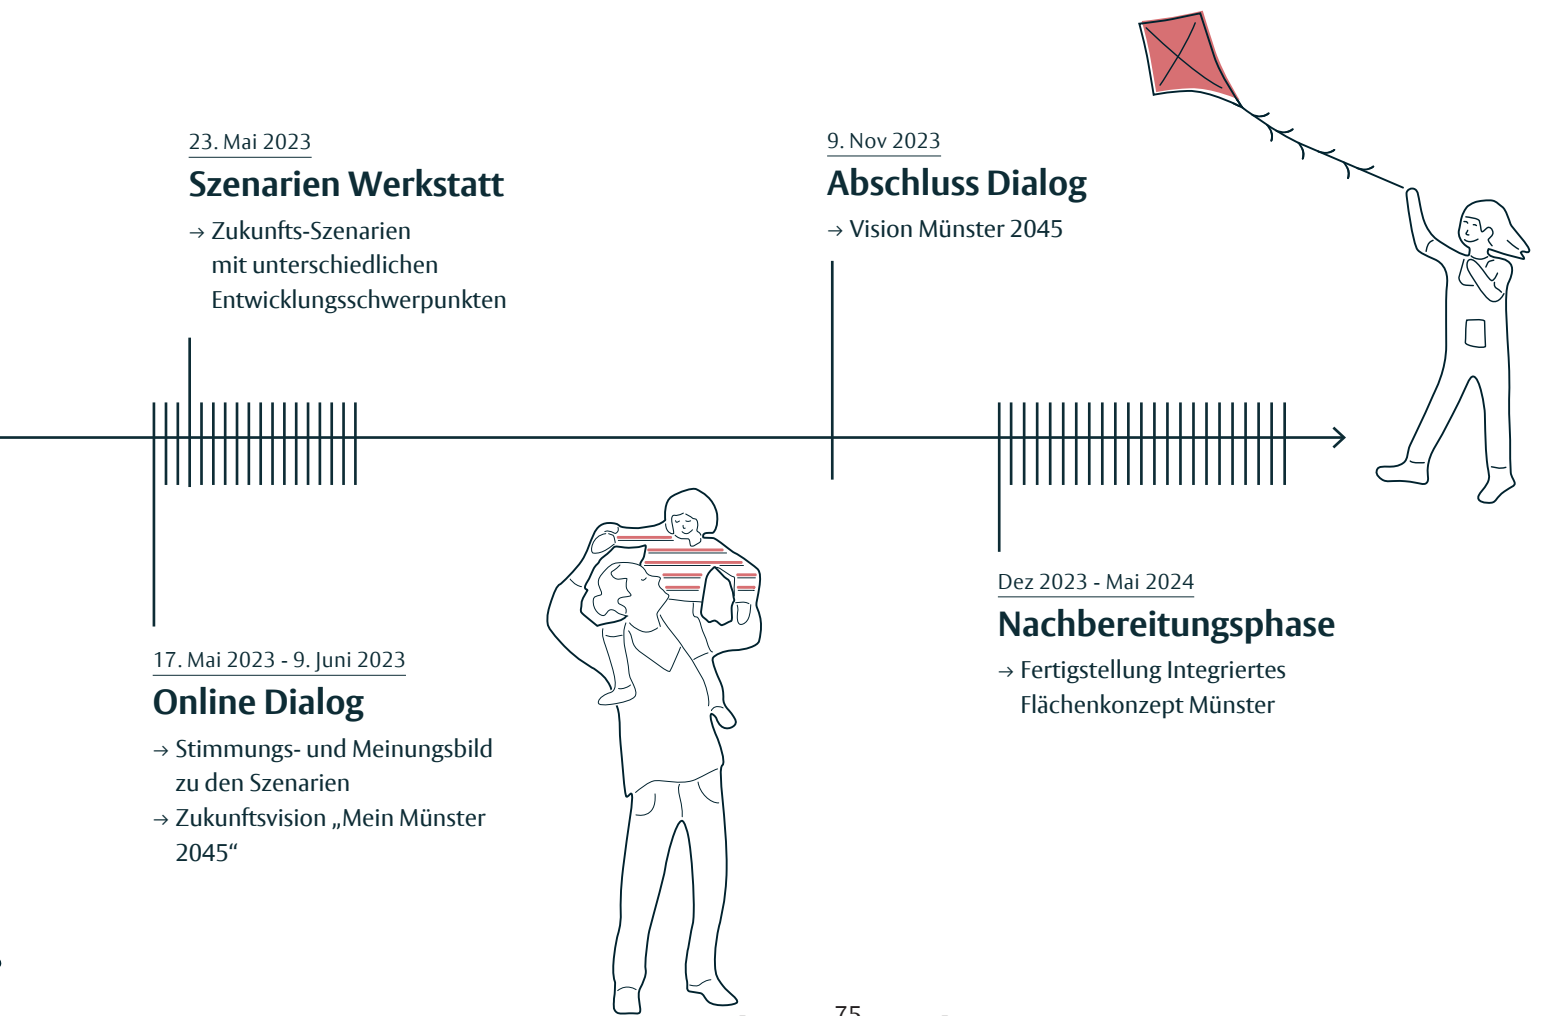 23. Mai 2023
Szenarien Werkstatt
→ Zukunfts-Szenarien
mit unterschiedlichen
Entwicklungsschwerpunkten
9. Nov 2023
Abschluss Dialog
→ Vision Münster 2045
17. Mai 2023 - 9. Juni 2023
Online Dialog
→ Stimmungs- und Meinungsbild
zu den Szenarien
→ Zukunftsvision „Mein Münster
2045“
Dez 2023 - Mai 2024
Nachbereitungsphase
→ Fertigstellung Integriertes
Flächenkonzept Münster
75